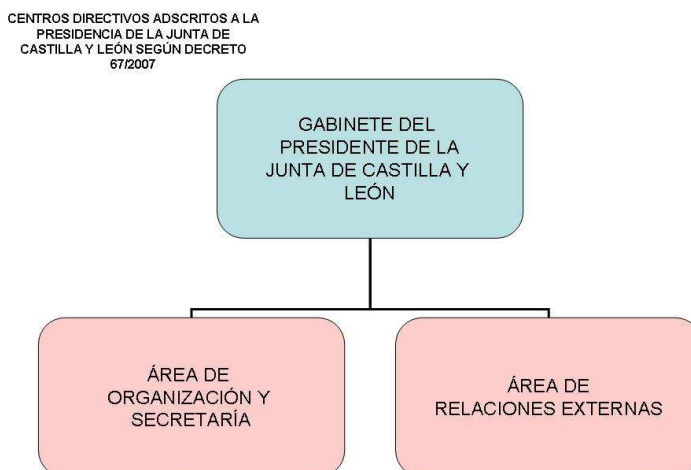 CENTROS DIRECTIVOS ADSCRITOS A LA
PRESIDENCIA DE LA JUNTA DE
CASTILLA Y LEÓN SEGÚN DECRETO
67/2007
GABINETE DEL
PRESIDENTE DE LA
JUNTA DE CASTILLA Y
LEÓN
ÁREA DE
ORGANIZACIÓN Y
SECRETARÍA
ÁREA DE
RELACIONES EXTERNAS